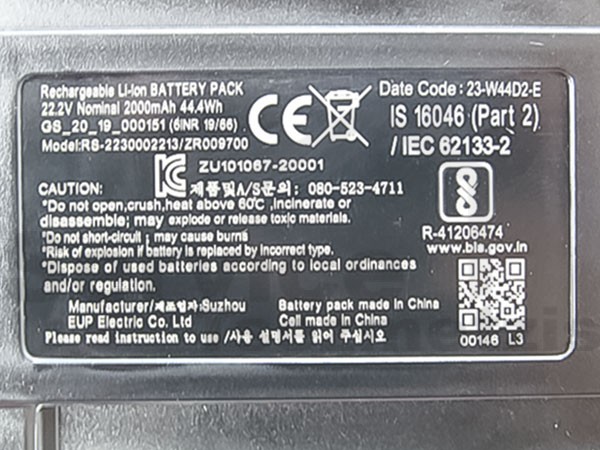 Rechargeable Li-Ion BATTERY PACK
22.2V Nominal 2000mAh 44.4Wh
GS_20_19_000151 (6INR 19/66)
Model:RS-2230002213/ZR009700
Date Code : 23-W44D2-E
IS 16046 (Part 2)
/ IEC 62133-2
ZU101067-20001
제품및A/S문의: 080-523-4711
CAUTION:
*Do not open,crush,heat above 60℃ ,incinerate or
disassemble; may explode or release toxic materials.
*Do not short-circuit ; may cause burns
*Risk of explosion if battery is replaced by incorrect type.
*Dispose of used batteries according to local ordinances
and/or regulation.
R-41206474
www.bis.gov.in
Manufacturer/제조업자:Suzhou
EUP Electric Co. Ltd
Battery pack made in China
Cell made in China
Please read instruction to use /사용 설명서를 읽어 주십시오
00146 L3